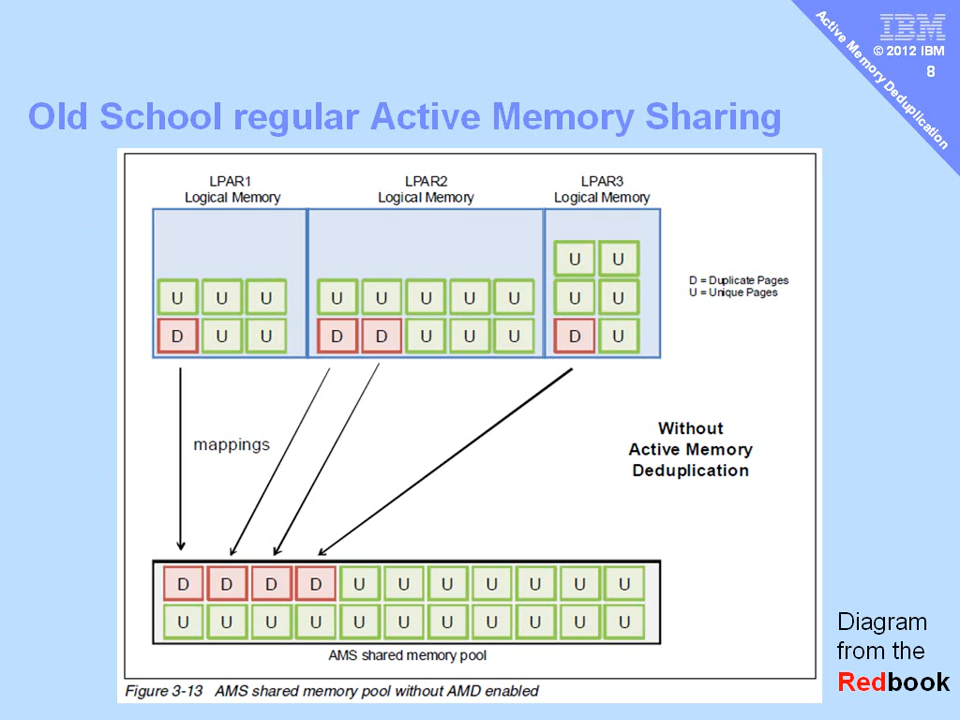 Active Memory Deduplication
IBM
© 2012 IBM
8
Old School regular Active Memory Sharing
LPAR1
Logical Memory
LPAR2
Logical Memory
LPAR3
Logical Memory
U U
U U U U U U U U U U
D U U D D U U U D U
D = Duplicate Pages
U = Unique Pages
mappings
Without
Active Memory
Deduplication
D D D D U U U U U U U
U U U U U U U U U U U
AMS shared memory pool
Figure 3-13 AMS shared memory pool without AMD enabled
Diagram
from the
Redbook